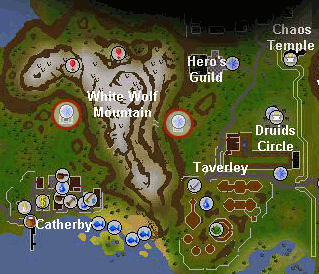 Chaos
Temple
Hero's
Guild
White Wolf
Mountain
Druids
Circle
Taverley
Catherby